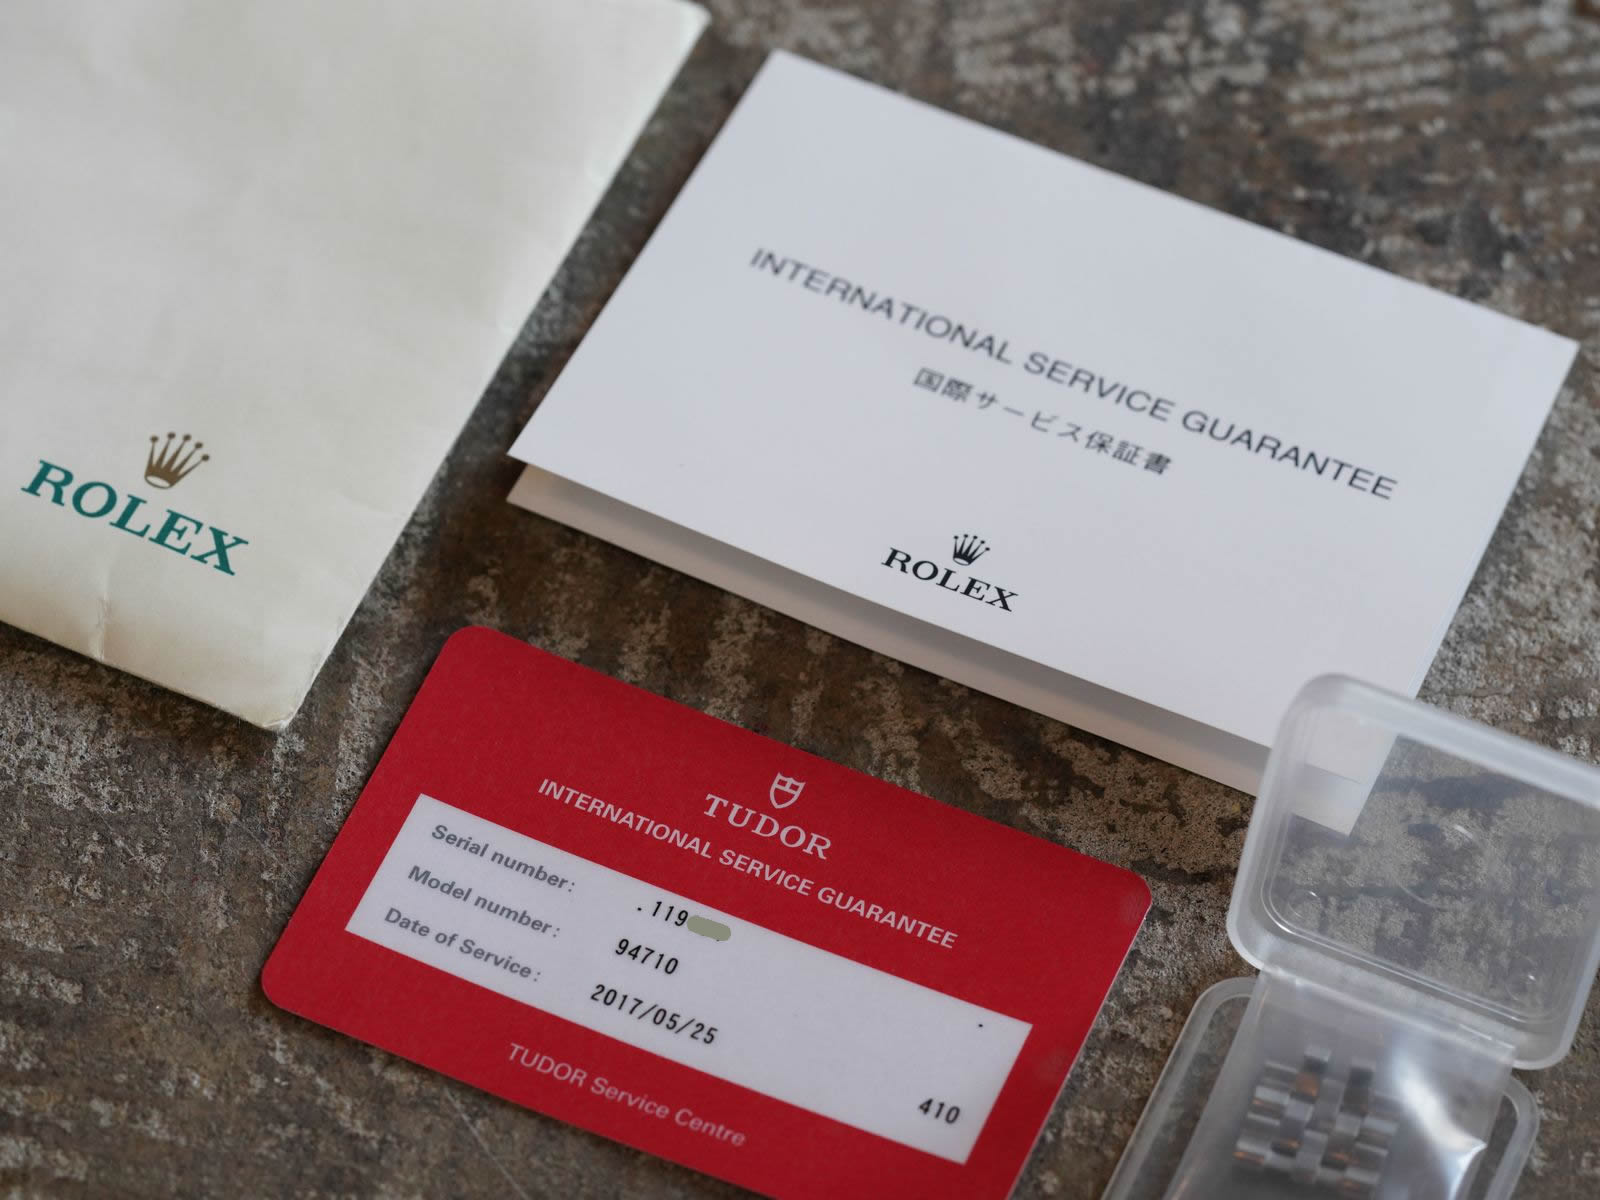 ROLEX
INTERNATIONAL SERVICE GUARANTEE
国際サービス保証書
ROLEX
TUDOR
INTERNATIONAL SERVICE GUARANTEE
Serial number: .119
Model number: 94710
Date of Service: 2017/05/25
410
TUDOR Service Centre